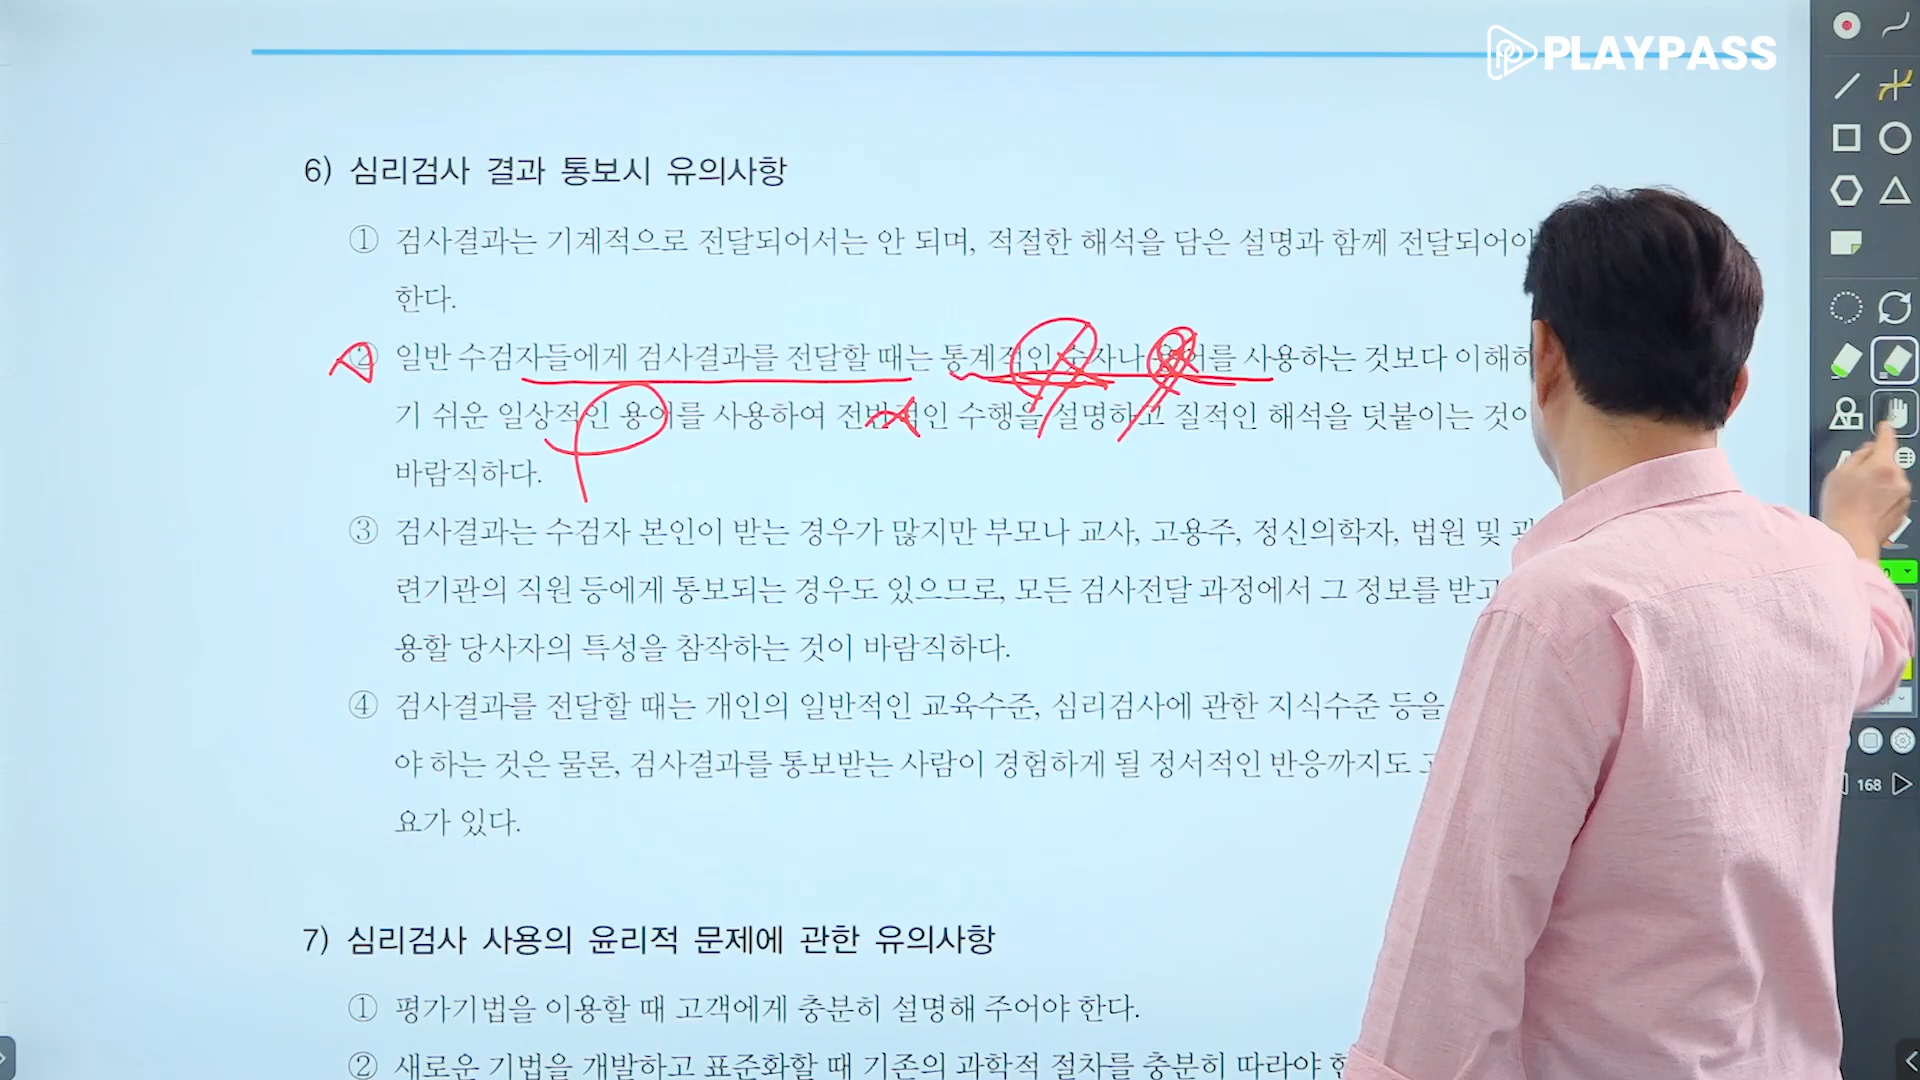 PLAYPASS
6) 심리검사 결과 통보시 유의사항
① 검사결과는 기계적으로 전달되어서는 안 되며, 적절한 해석을 담은 설명과 함께 전달되어야
한다.
② 일반 수검자들에게 검사결과를 전달할 때는 통계적인 숫자나 용어를 사용하는 것보다 이해하
기 쉬운 일상적인 용어를 사용하여 전반적인 수행을 설명하고 질적인 해석을 덧붙이는 것이
바람직하다.
③ 검사결과는 수검자 본인이 받는 경우가 많지만 부모나 교사, 고용주, 정신의학자, 법원 및
련기관의 직원 등에게 통보되는 경우도 있으므로, 모든 검사전달 과정에서 그 정보를 받고
용할 당사자의 특성을 참작하는 것이 바람직하다.
④ 검사결과를 전달할 때는 개인의 일반적인 교육수준, 심리검사에 관한 지식수준 등을
야 하는 것은 물론, 검사결과를 통보받는 사람이 경험하게 될 정서적인 반응까지도
요가 있다.
168
7) 심리검사 사용의 윤리적 문제에 관한 유의사항
① 평가기법을 이용할 때 고객에게 충분히 설명해 주어야 한다.
② 새로운 기법을 개발하고 표준화할 때 기존의 과학적 절차를 충분히 따라야